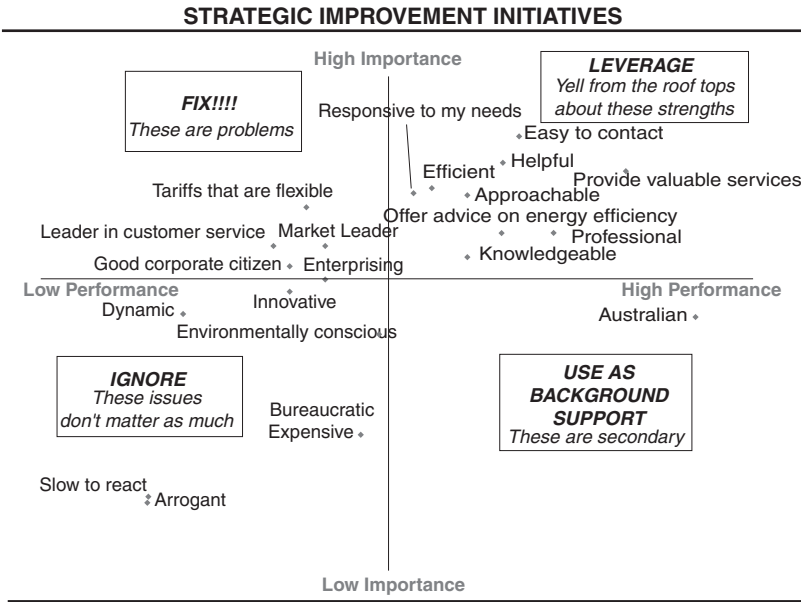 STRATEGIC IMPROVEMENT INITIATIVES
High Importance
FIX!!!!
These are problems
LEVERAGE
Yell from the roof tops
about these strengths
Responsive to my needs
Easy to contact
Helpful
Efficient
Provide valuable services
Tariffs that are flexible
Approachable
Offer advice on energy efficiency
Leader in customer service
Market Leader
Professional
Knowledgeable
Good corporate citizen
Enterprising
Low Performance
High Performance
Innovative
Dynamic
Australian
Environmentally conscious
IGNORE
These issues
don't matter as much
USE AS
BACKGROUND
SUPPORT
These are secondary
Bureaucratic
Expensive
Slow to react
Arrogant
Low Importance